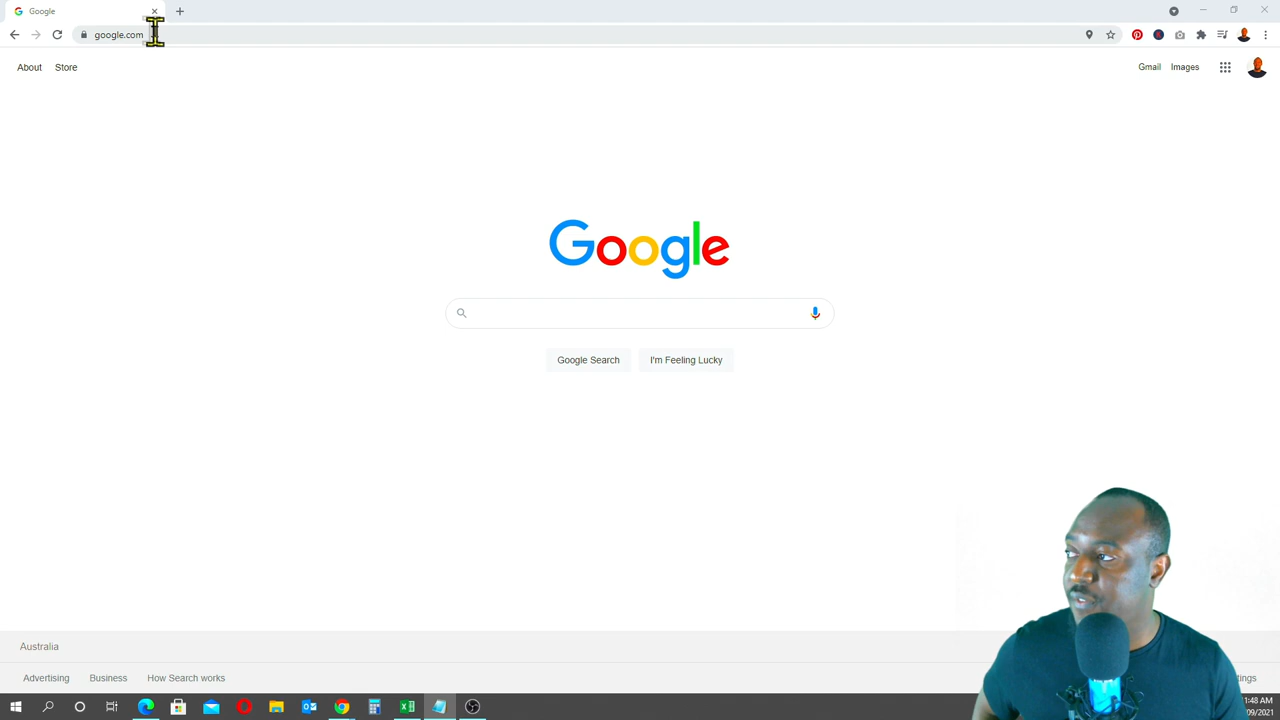 Google
google.com
About Store Gmail Images
Google
Google Search I'm Feeling Lucky
Australia
Advertising Business How Search works